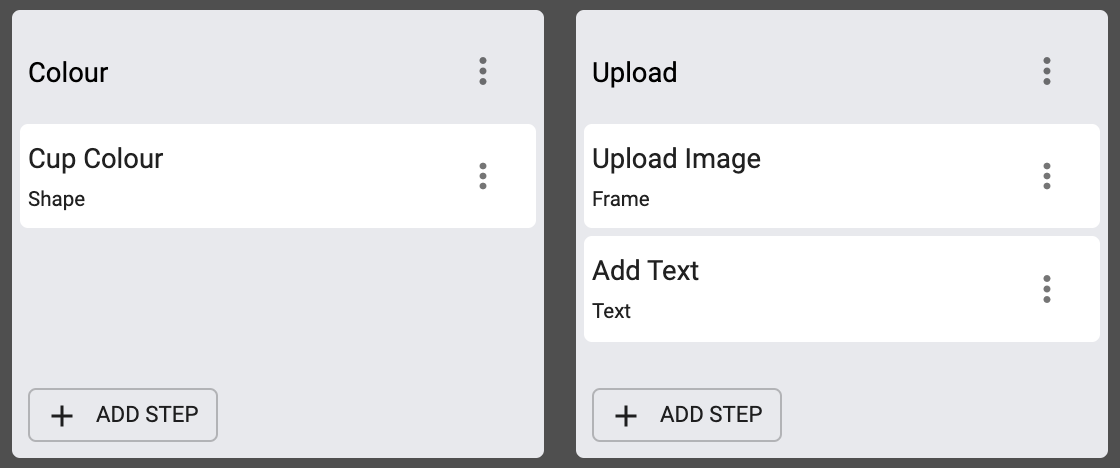 Colour
Cup Colour
Shape
ADD STEP
Upload
Upload Image
Frame
Add Text
Text
ADD STEP